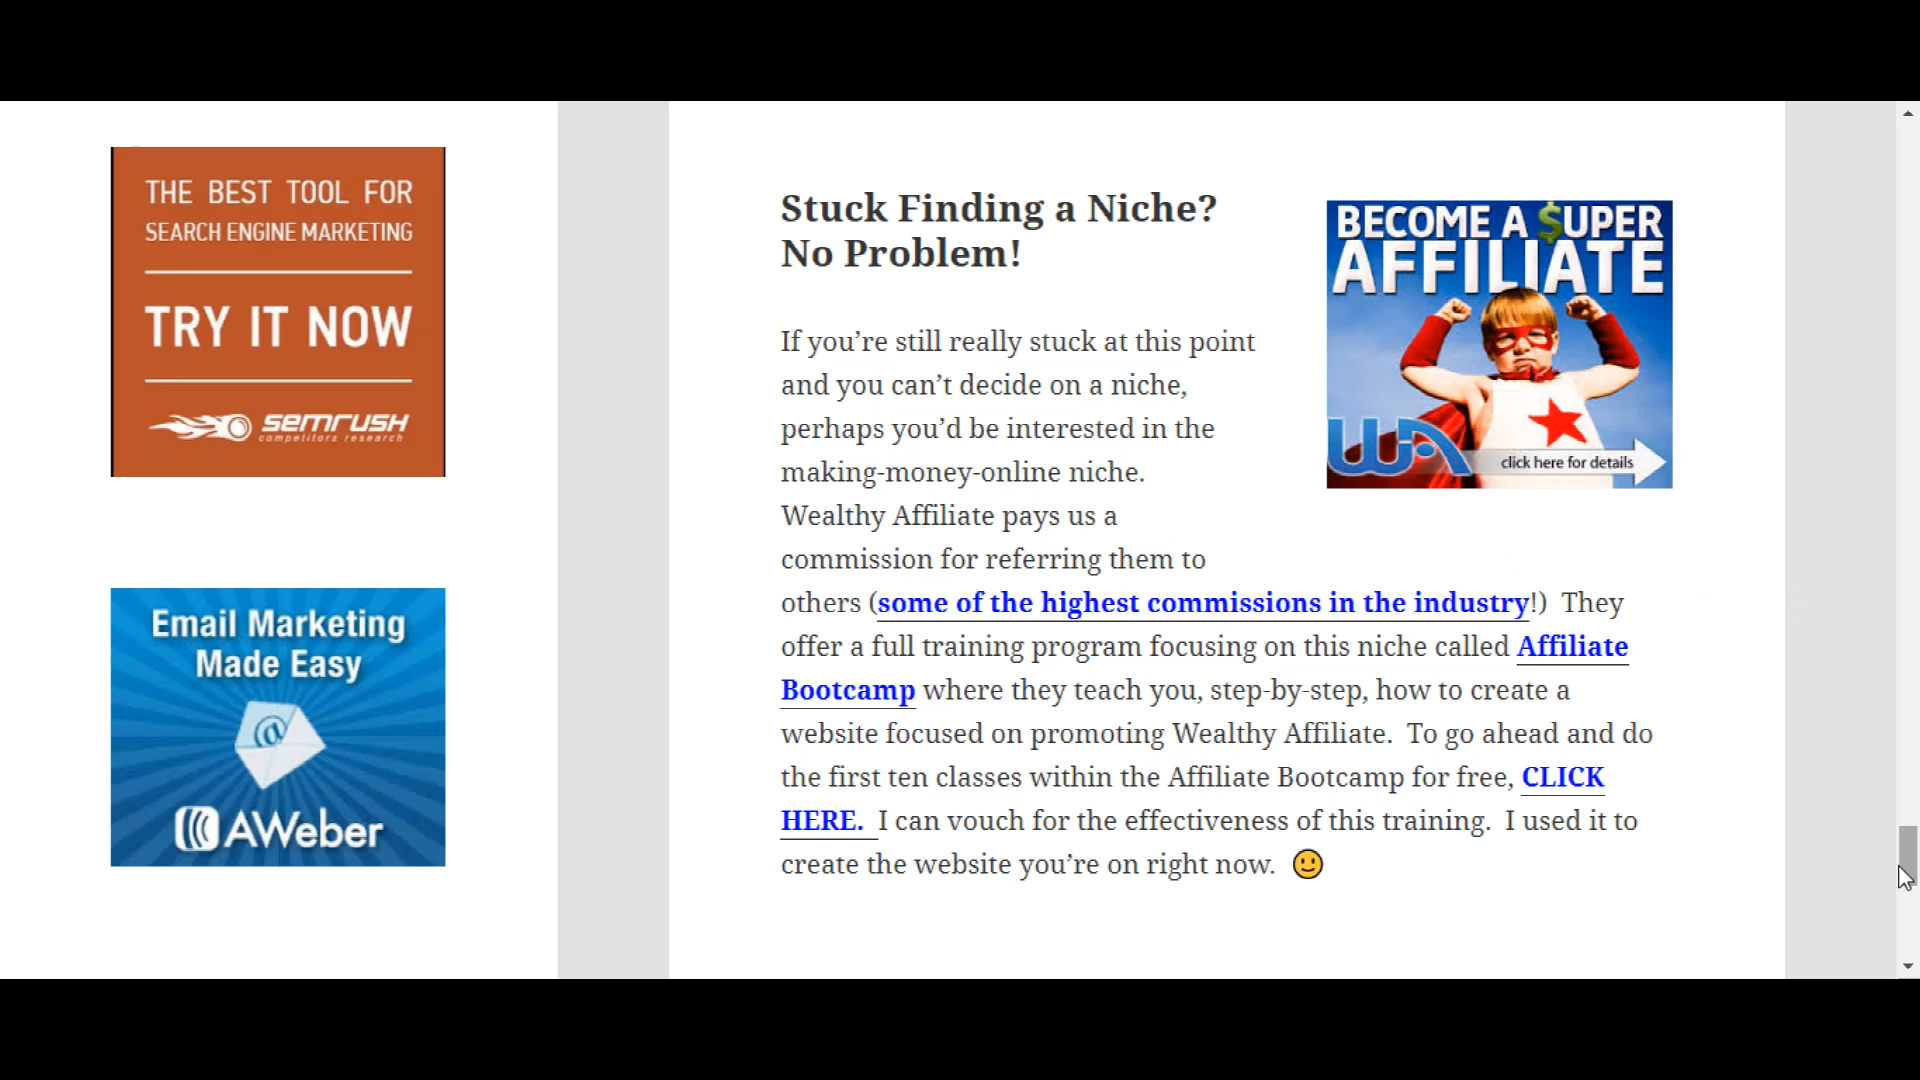 THE BEST TOOL FOR
SEARCH ENGINE MARKETING
TRY IT NOW
SEMRUSH
competitors research
Email Marketing
Made Easy
@
AWeber
Stuck Finding a Niche?
No Problem!
If you’re still really stuck at this point
and you can’t decide on a niche,
perhaps you’d be interested in the
making-money-online niche.
Wealthy Affiliate pays us a
commission for referring them to
others (some of the highest commissions in the industry!)  They
offer a full training program focusing on this niche called Affiliate
Bootcamp where they teach you, step-by-step, how to create a
website focused on promoting Wealthy Affiliate.  To go ahead and do
the first ten classes within the Affiliate Bootcamp for free, CLICK
HERE.  I can vouch for the effectiveness of this training.  I used it to
create the website you’re on right now.  🙂
BECOME A $UPER
AFFILIATE
WA
click here for details